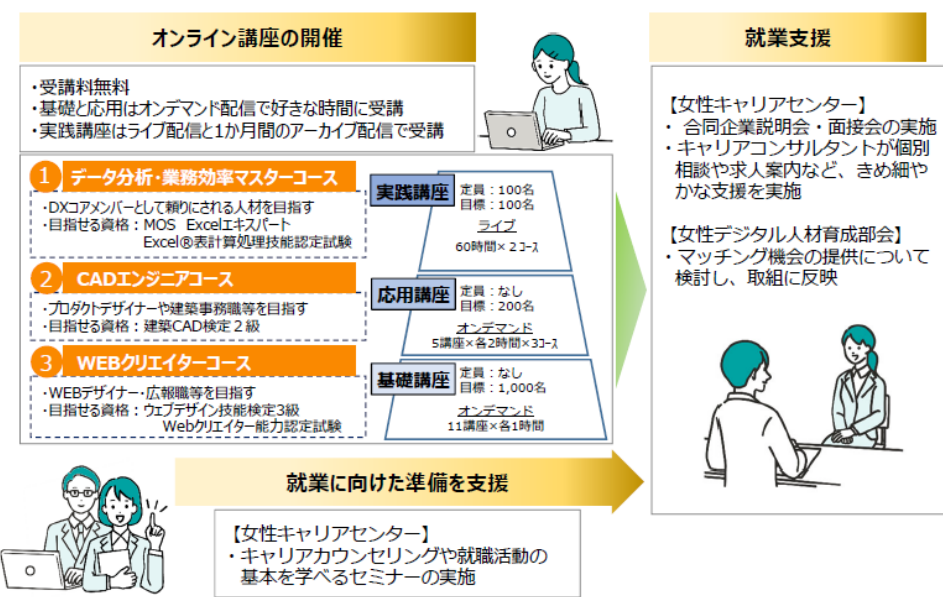 オンライン講座の開催
・受講料無料
・基礎と応用はオンデマンド配信で好きな時間に受講
・実践講座はライブ配信と1か月間のアーカイブ配信で受講
1 データ分析・業務効率マスターコース
・DXコアメンバーとして頼りにされる人材を目指す
・目指せる資格：MOS Excelエキスパート
Excel®表計算処理技能認定試験
2 CADエンジニアコース
・プロダクトデザイナーや建築事務職等を目指す
・目指せる資格：建築CAD検定２級
3 WEBクリエイターコース
・WEBデザイナー・広報職等を目指す
・目指せる資格：ウェブデザイン技能検定3級
Webクリエイター能力認定試験
実践講座
定員：100名
目標：100名
ライブ
60時間×２コース
応用講座
定員：なし
目標：200名
オンデマンド
5講座×各2時間×3コース
基礎講座
定員：なし
目標：1,000名
オンデマンド
11講座×各1時間
就業に向けた準備を支援
【女性キャリアセンター】
・キャリアカウンセリングや就職活動の
基本を学べるセミナーの実施
就業支援
【女性キャリアセンター】
・ 合同企業説明会・面接会の実施
・キャリアコンサルタントが個別
相談や求人案内など、きめ細や
かな支援を実施
【女性デジタル人材育成部会】
・マッチング機会の提供について
検討し、取組に反映